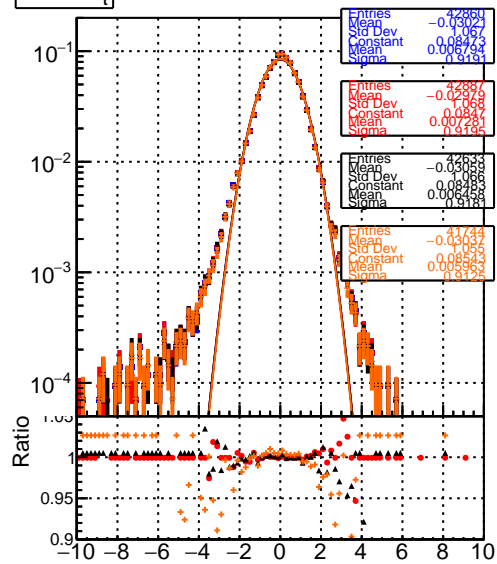 t
Entries 42860
Mean -0.03021
Std Dev 1.067
Constant 0.08473
Mean 0.006794
Sigma 0.9191
Entries 42887
Mean -0.02979
Std Dev 1.068
Constant 0.0847
Mean 0.007281
Sigma 0.9195
Entries 42633
Mean -0.03059
Std Dev 1.066
Constant 0.08483
Mean 0.006458
Sigma 0.9181
Entries 41744
Mean -0.03037
Std Dev 1.055
Constant 0.08543
Mean 0.005963
Sigma 0.9125
10⁻¹
10⁻²
10⁻³
10⁻⁴
1.05
1
0.95
0.9
Ratio
−10 −8 −6 −4 −2 0 2 4 6 8 10